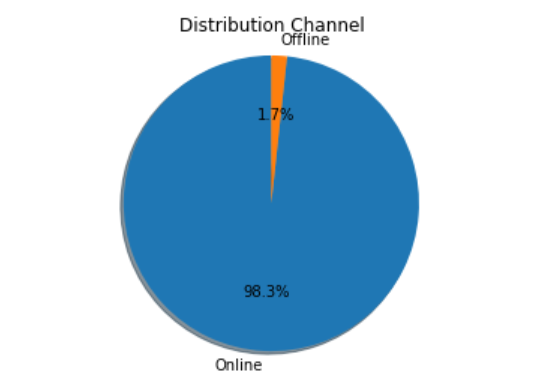 Distribution Channel
Offline
1.7%
98.3%
Online